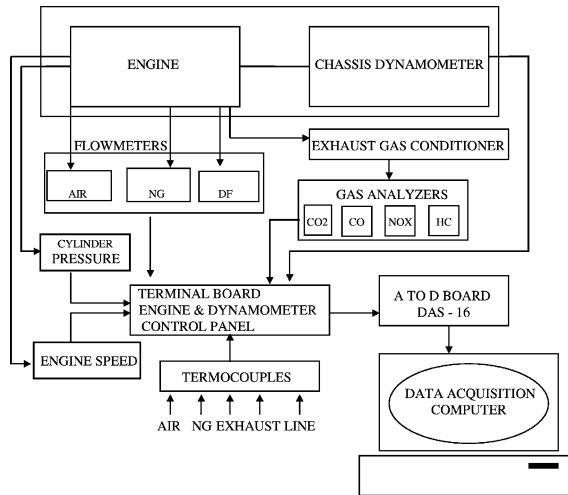 ENGINE
CHASSIS DYNAMOMETER
FLOWMETERS
EXHAUST GAS CONDITIONER
AIR
NG
DF
GAS ANALYZERS
CO2
CO
NOX
HC
CYLINDER
PRESSURE
TERMINAL BOARD
ENGINE & DYNAMOMETER
CONTROL PANEL
A TO D BOARD
DAS - 16
ENGINE SPEED
TERMOCOUPLES
DATA ACQUISITION
COMPUTER
AIR NG EXHAUST LINE